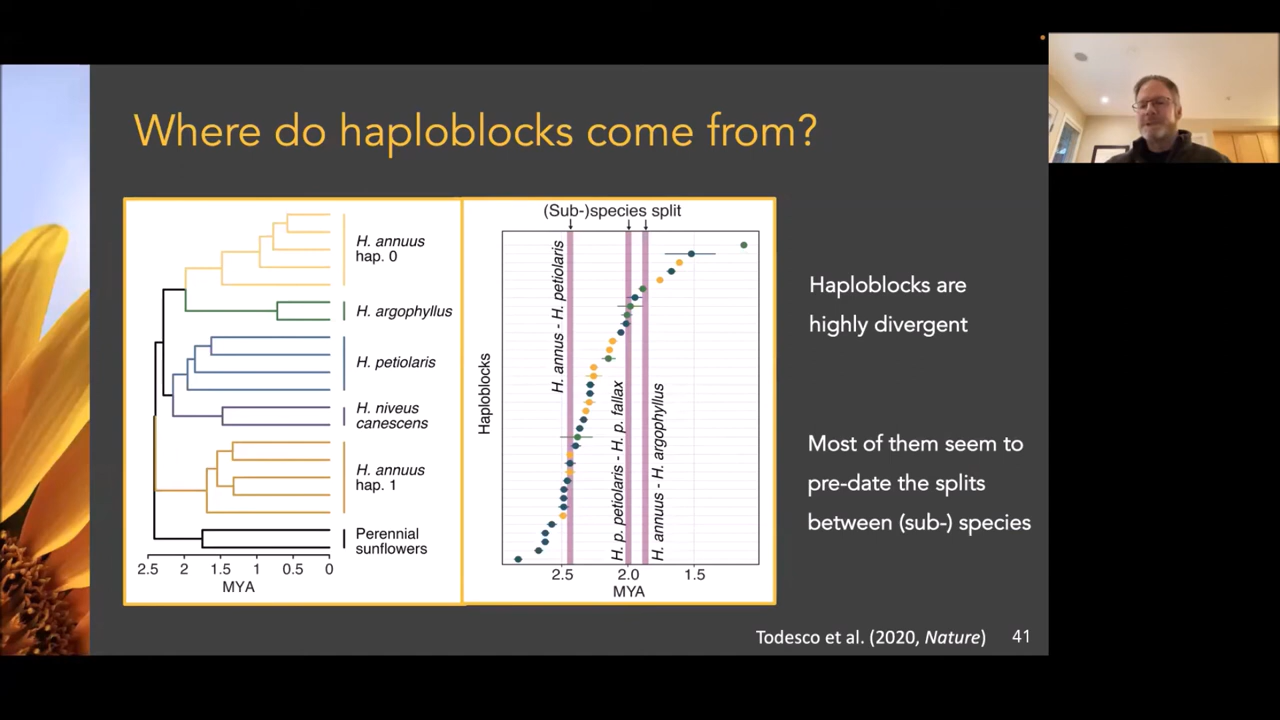 Where do haploblocks come from?
H. annuus
hap. 0
H. argophyllus
H. petiolaris
H. niveus
canescens
H. annuus
hap. 1
Perennial
sunflowers
2.5 2 1.5 1 0.5 0
MYA
(Sub-)species split
H. annus - H. petiolaris
H. p. petiolaris - H. p. fallax
H. annuus - H. argophyllus
Haploblocks
2.5 2.0 1.5
MYA
Haploblocks are
highly divergent
Most of them seem to
pre-date the splits
between (sub-) species
Todesco et al. (2020, Nature) 41